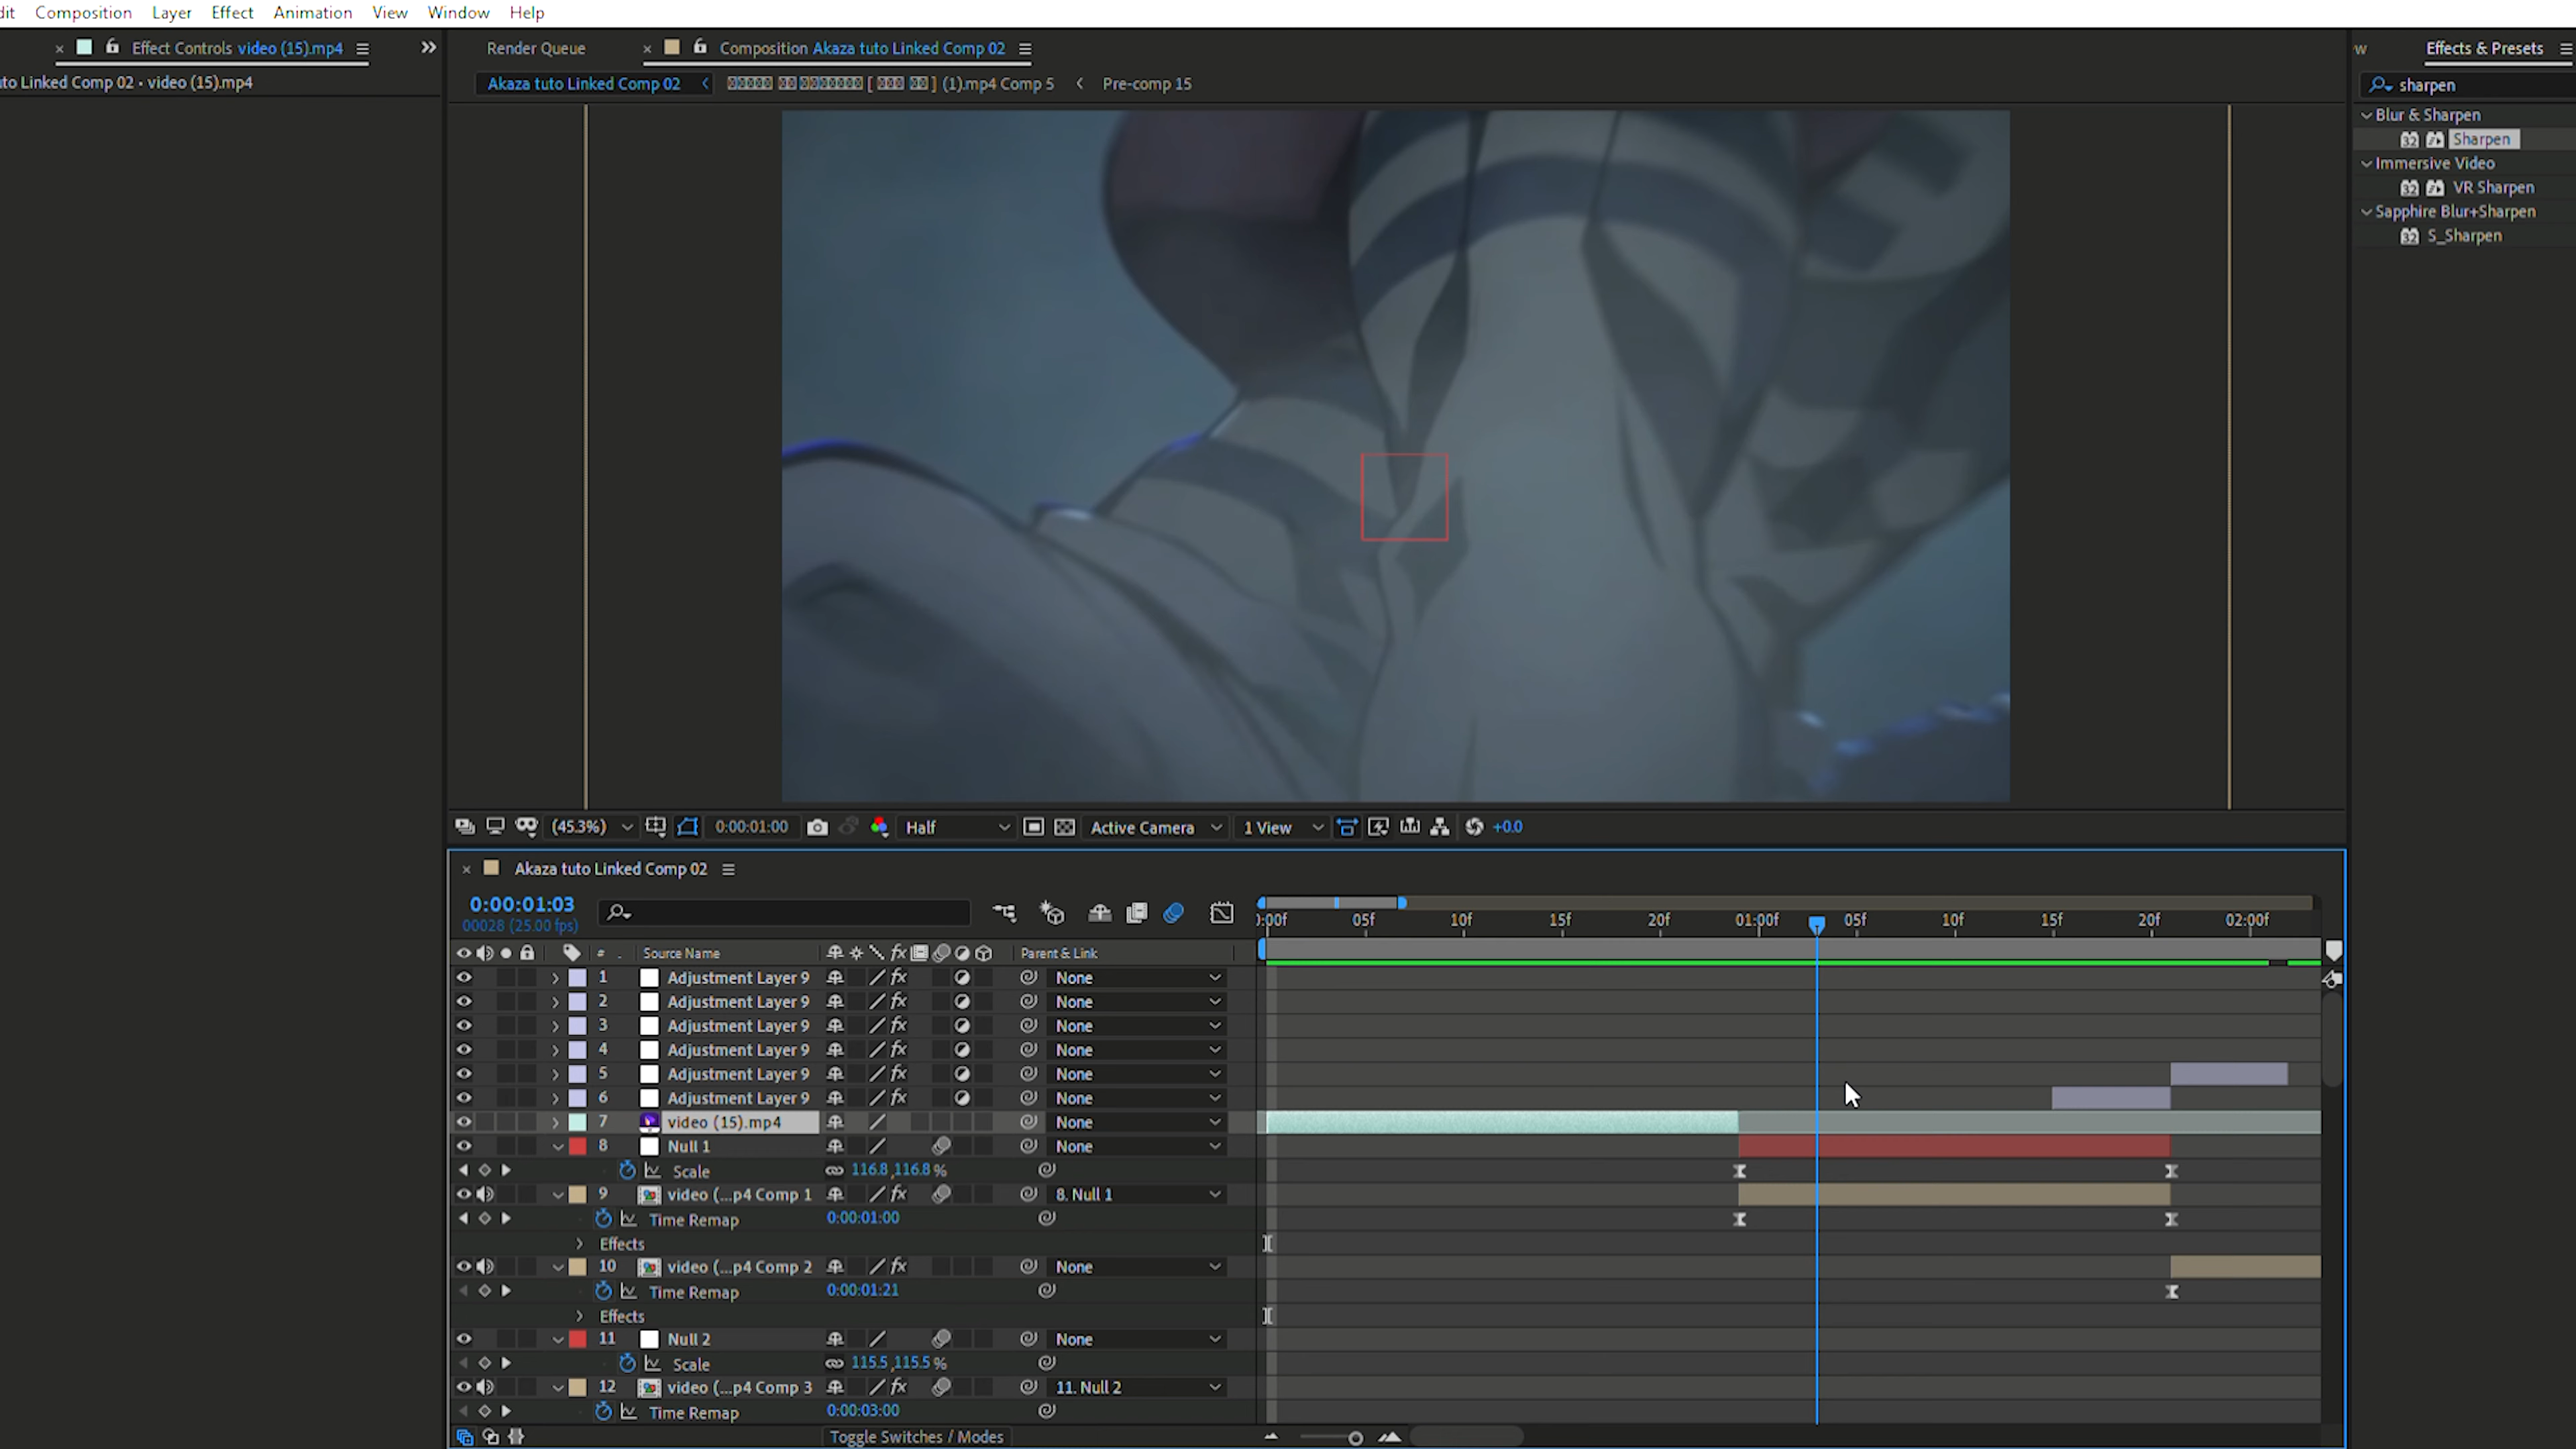 dit Composition Layer Effect Animation View Window Help
Effect Controls video (15).mp4
Render Queue
Composition Akaza tuto Linked Comp 02
Effects & Presets
uto Linked Comp 02 • video (15).mp4
Akaza tuto Linked Comp 02
(1).mp4 Comp 5
Pre-comp 15
sharpen
Blur & Sharpen
Sharpen
Immersive Video
VR Sharpen
Sapphire Blur+Sharpen
S_Sharpen
(45.3%) 0:00:01:00 Half Active Camera 1 View +0.0
Akaza tuto Linked Comp 02
0:00:01:03
00028 (25.00 fps)
):00f 05f 10f 15f 20f 01:00f 05f 10f 15f 20f 02:00f
# . Source Name Parent & Link
1 Adjustment Layer 9 None
2 Adjustment Layer 9 None
3 Adjustment Layer 9 None
4 Adjustment Layer 9 None
5 Adjustment Layer 9 None
6 Adjustment Layer 9 None
7 video (15).mp4 None
8 Null 1 None
Scale 116.8,116.8 %
9 video (...p4 Comp 1 8. Null 1
Time Remap 0:00:01:00
Effects
10 video (...p4 Comp 2 None
Time Remap 0:00:01:21
Effects
11 Null 2 None
Scale 115.5,115.5 %
12 video (...p4 Comp 3 11. Null 2
Time Remap 0:00:03:00
Toggle Switches / Modes